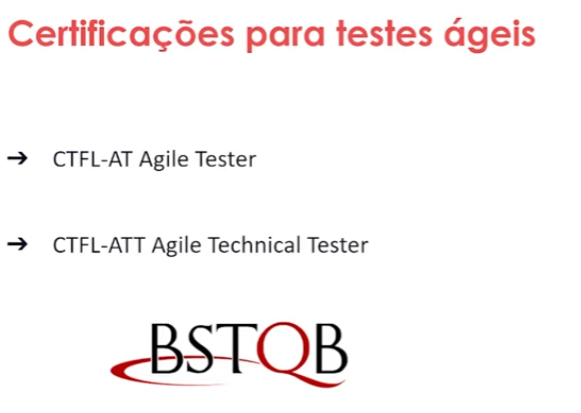 Certificações para testes ágeis
➔ CTFL-AT Agile Tester
➔ CTFL-ATT Agile Technical Tester
BSTQB